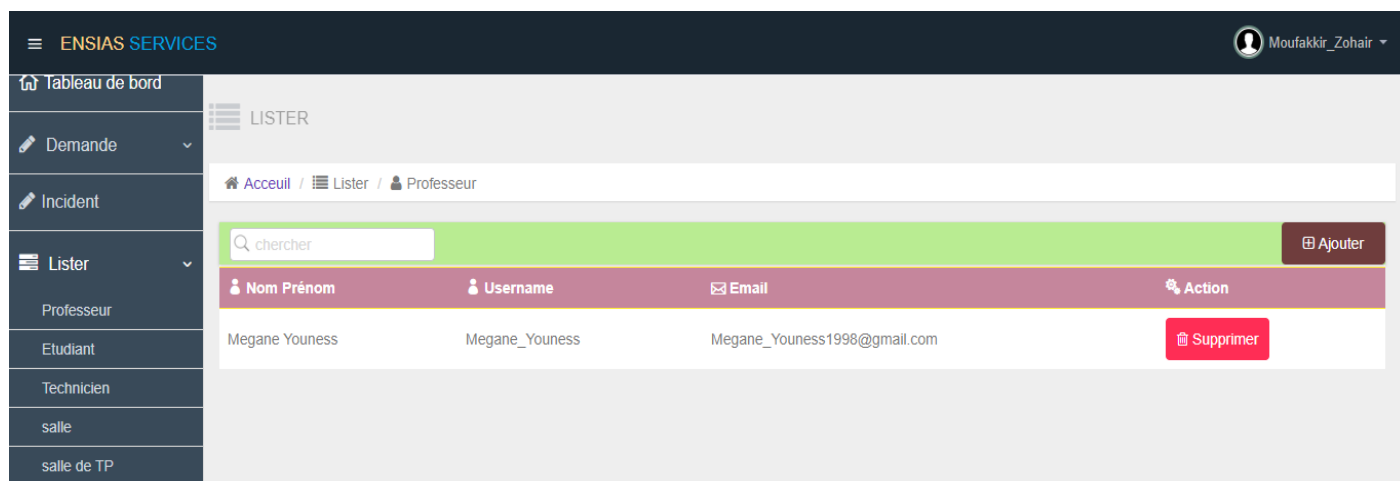 ENSIAS SERVICES
Moufakkir_Zohair
Tableau de bord
Demande
Incident
Lister
Professeur
Etudiant
Technicien
salle
salle de TP
LISTER
Acceuil / Lister / Professeur
chercher
Ajouter
Nom Prénom Username Email Action
Megane Youness Megane_Youness Megane_Youness1998@gmail.com Supprimer